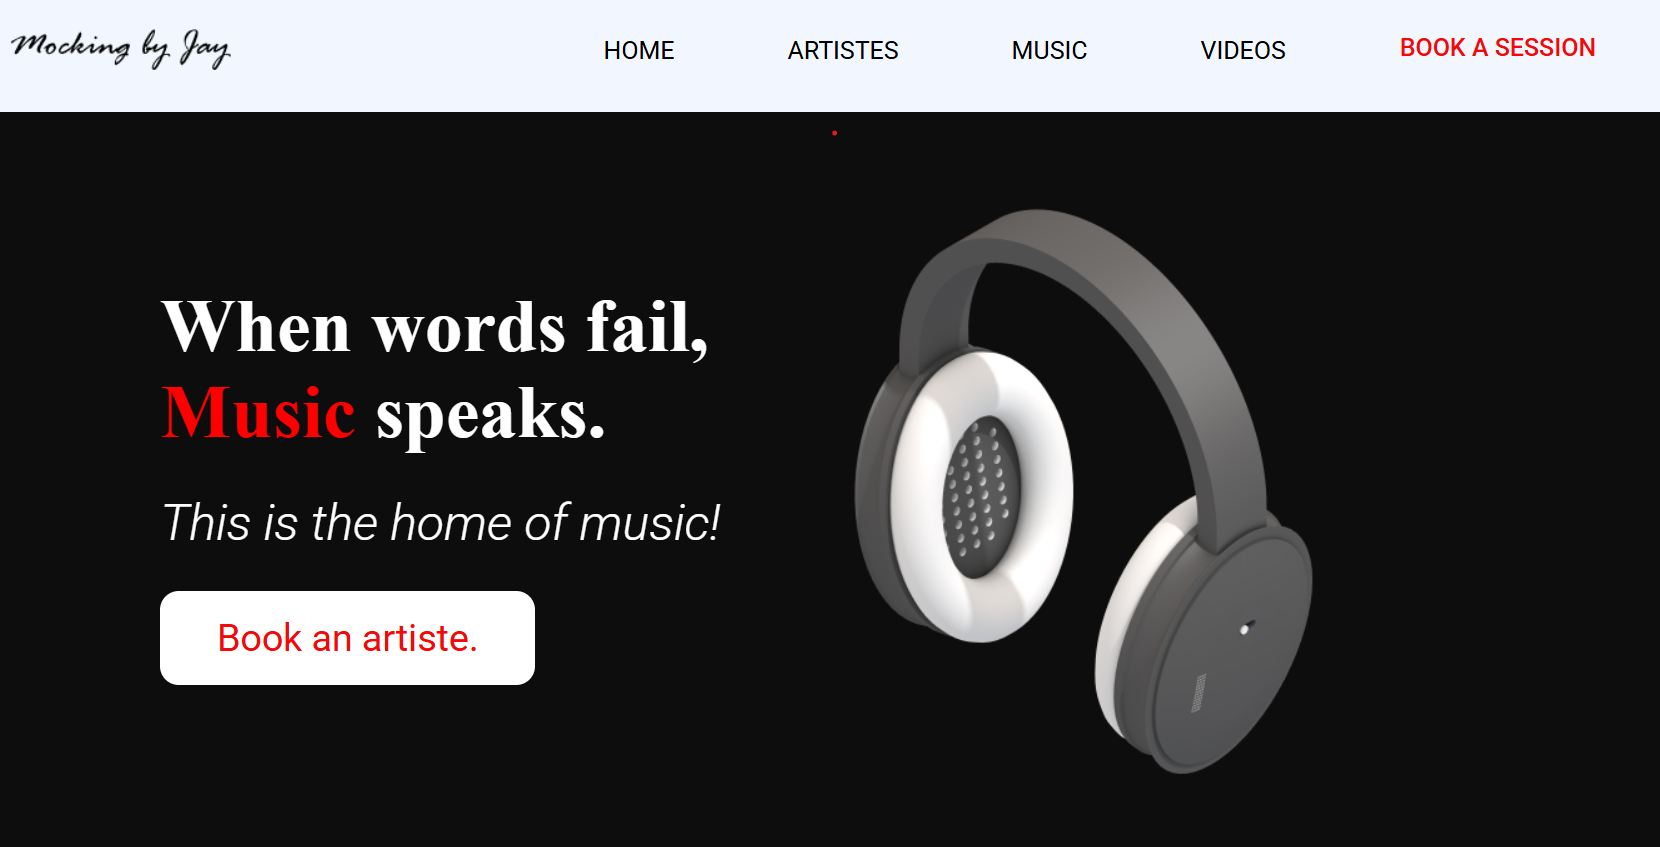 Mocking by Jay
HOME ARTISTES MUSIC VIDEOS BOOK A SESSION
When words fail,
Music speaks.
This is the home of music!
Book an artiste.